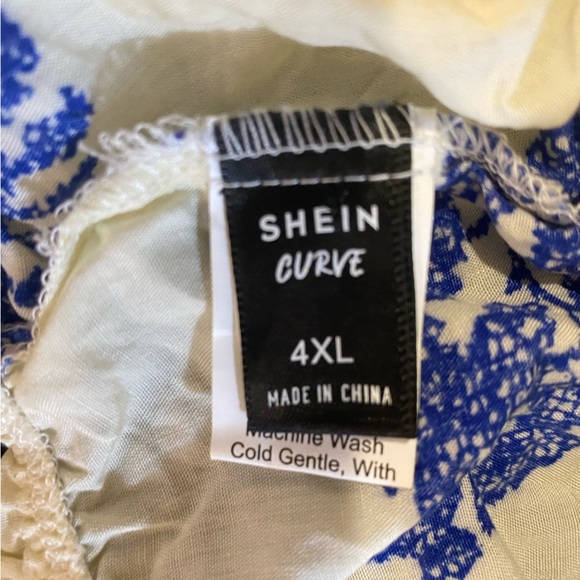 SHEIN
CURVE
4XL
MADE IN CHINA
Machine Wash
Cold Gentle, With